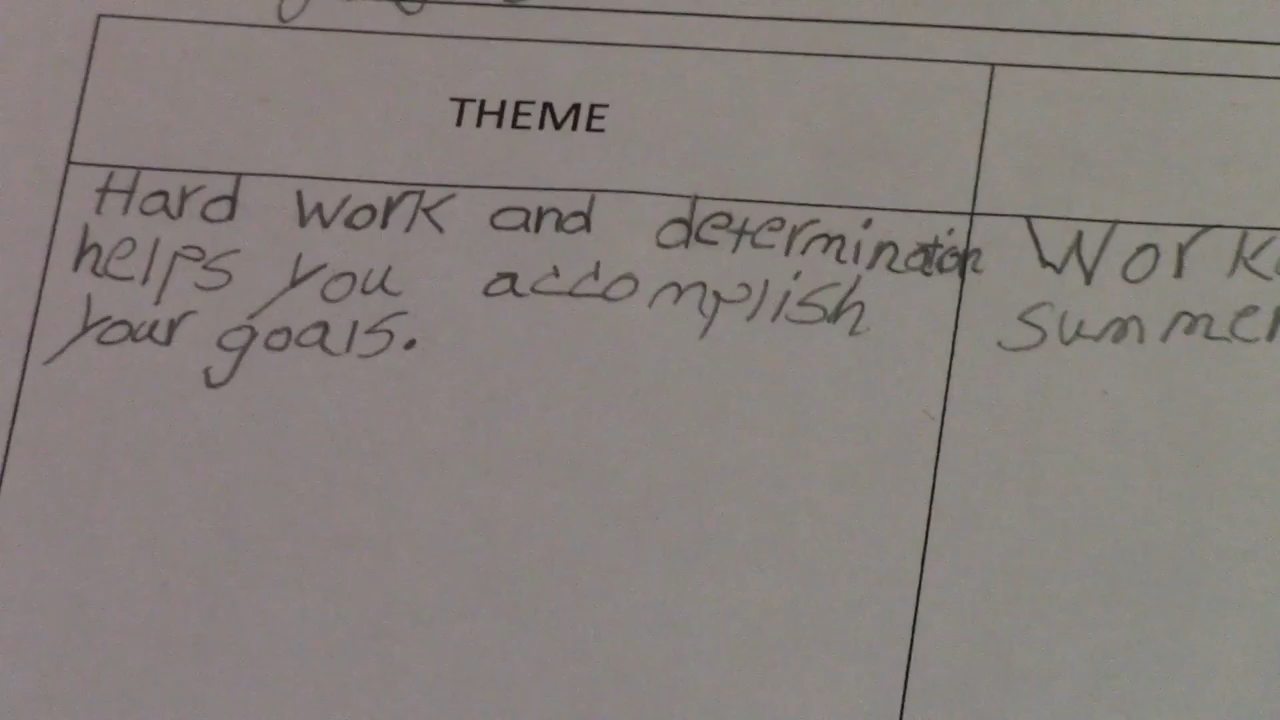 THEME
Hard work and determination
helps you accomplish
your goals.
Work
summer